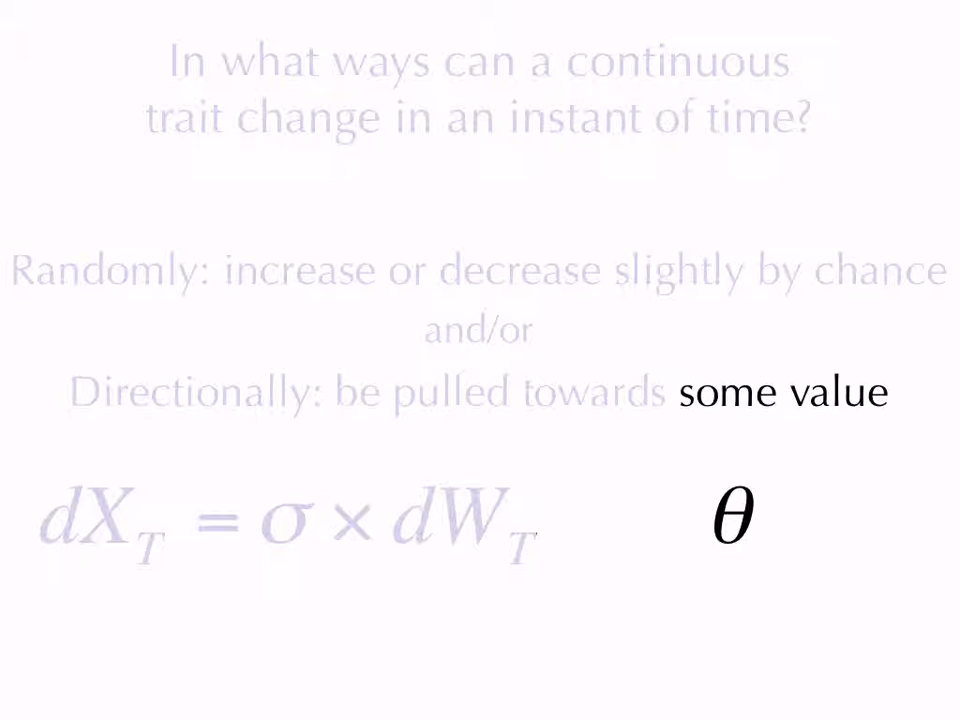 In what ways can a continuous
trait change in an instant of time?
Randomly: increase or decrease slightly by chance
and/or
Directionally: be pulled towards some value
dX_T = σ × dW_T θ